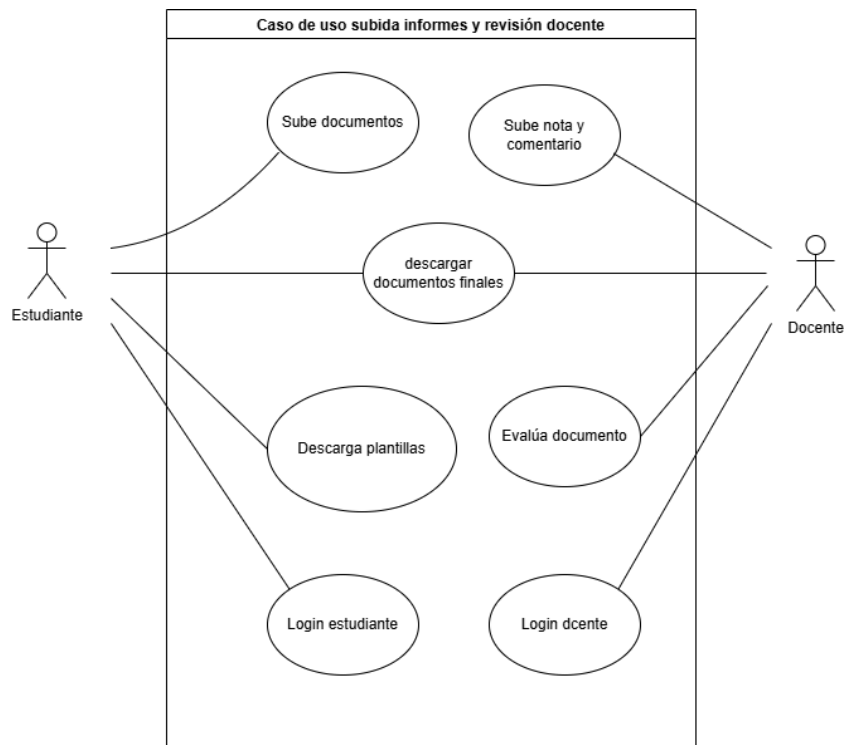 Caso de uso subida informes y revisión docente
Sube documentos
Sube nota y
comentario
descargar
documentos finales
Estudiante
Docente
Descarga plantillas
Evalúa documento
Login estudiante
Login dcente